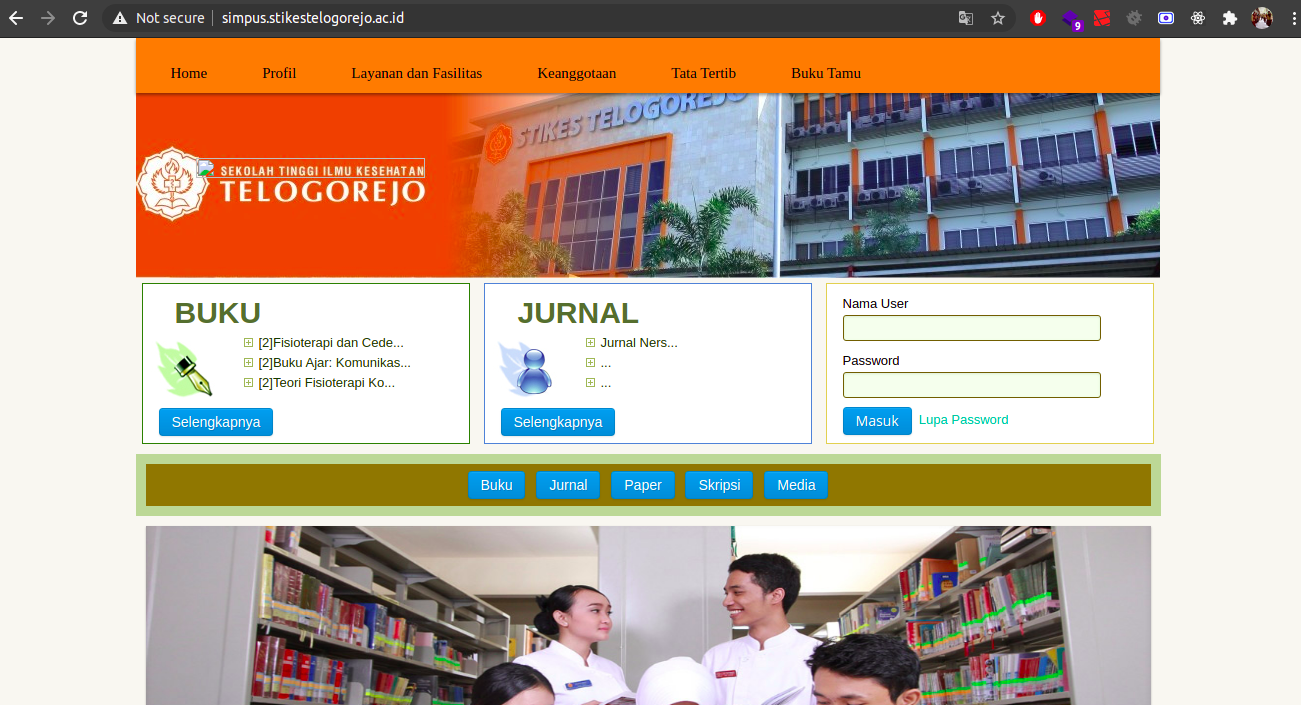 Not secure simpus.stikestelogorejo.ac.id
9
Home Profil Layanan dan Fasilitas Keanggotaan Tata Tertib Buku Tamu
STIKES TELOGOREJO
SEKOLAH TINGGI ILMU KESEHATAN
TELOGOREJO
BUKU
[2]Fisioterapi dan Cede...
[2]Buku Ajar: Komunikas...
[2]Teori Fisioterapi Ko...
Selengkapnya
JURNAL
Jurnal Ners...
...
...
Selengkapnya
Nama User
Password
Masuk Lupa Password
Buku Jurnal Paper Skripsi Media